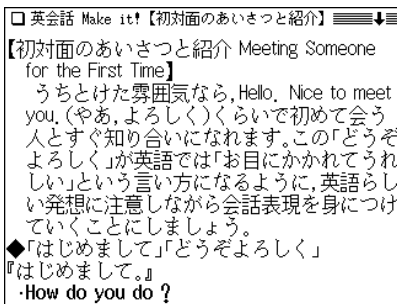 英会話 Make it!【初対面のあいさつと紹介】
【初対面のあいさつと紹介 Meeting Someone
for the First Time】
うちとけた雰囲気なら,Hello. Nice to meet
you.(やあ,よろしく)くらいで初めて会う
人とすぐ知り合いになれます。この「どうぞ
よろしく」が英語では「お目にかかれてうれ
しい」という言い方になるように,英語らし
い発想に注意しながら会話表現を身につけ
ていくことにしましょう。
◆「はじめまして」「どうぞよろしく」
『はじめまして。』
·How do you do ?